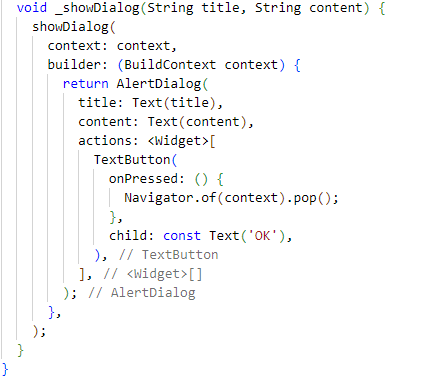 void _showDialog(String title, String content) {
showDialog(
context: context,
builder: (BuildContext context) {
return AlertDialog(
title: Text(title),
content: Text(content),
actions: <Widget>[
TextButton(
onPressed: () {
Navigator.of(context).pop();
},
child: const Text('OK'),
), // TextButton
], // <Widget>[]
); // AlertDialog
},
);
}
}